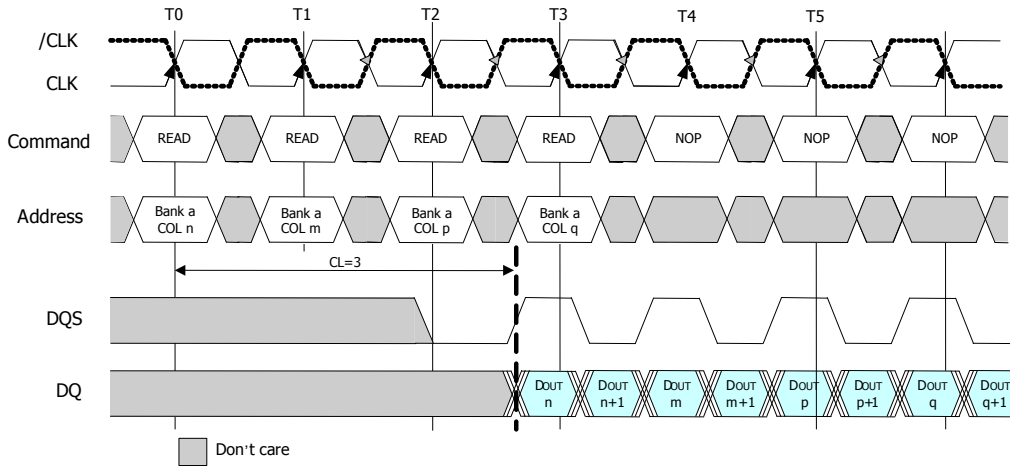 T0 T1 T2 T3 T4 T5
/CLK
CLK
Command READ READ READ READ NOP NOP NOP
Address Bank a COL n Bank a COL m Bank a COL p Bank a COL q
CL=3
DQS
DQ DOUT n DOUT n+1 DOUT m DOUT m+1 DOUT p DOUT p+1 DOUT q DOUT q+1
Don't care